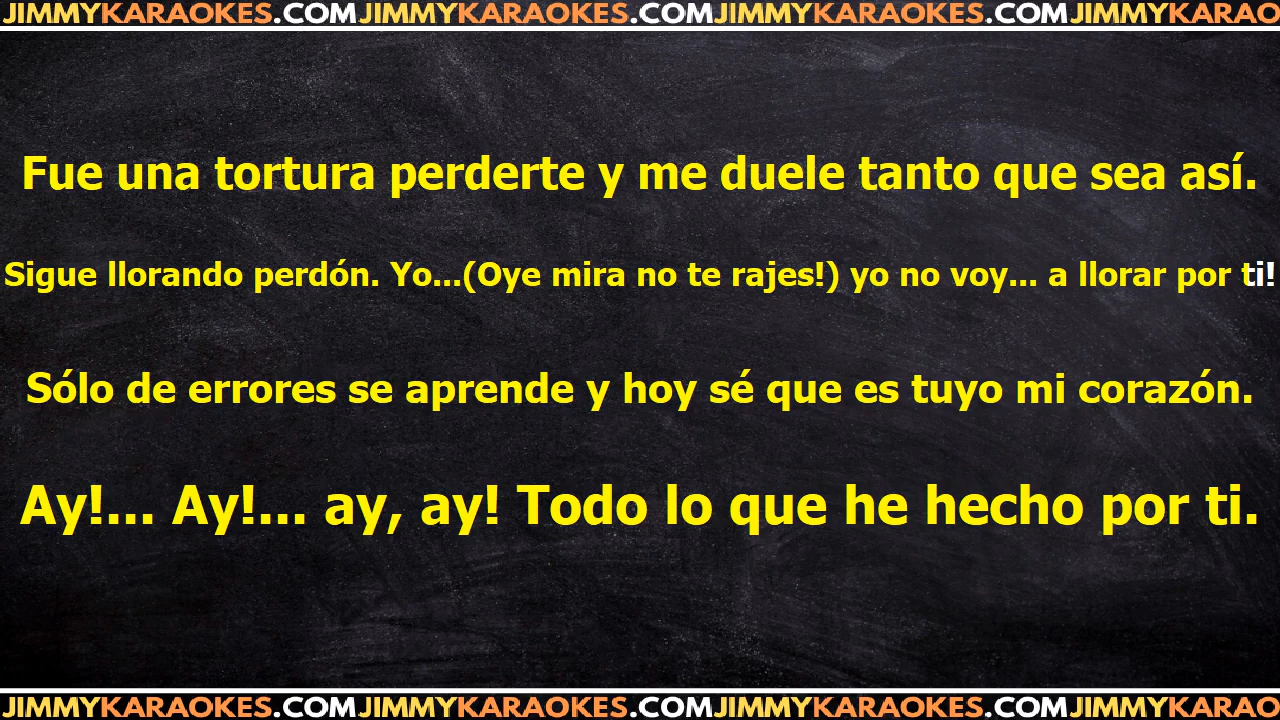 JIMMYKARAOKES.COMJIMMYKARAOKES.COMJIMMYKARAOKES.COMJIMMYKARAO
Fue una tortura perderte y me duele tanto que sea así.
Sigue llorando perdón. Yo...(Oye mira no te rajes!) yo no voy... a llorar por ti!
Sólo de errores se aprende y hoy sé que es tuyo mi corazón.
Ay!... Ay!... ay, ay! Todo lo que he hecho por ti.
JIMMYKARAOKES.COMJIMMYKARAOKES.COMJIMMYKARAOKES.COMJIMMYKARAO